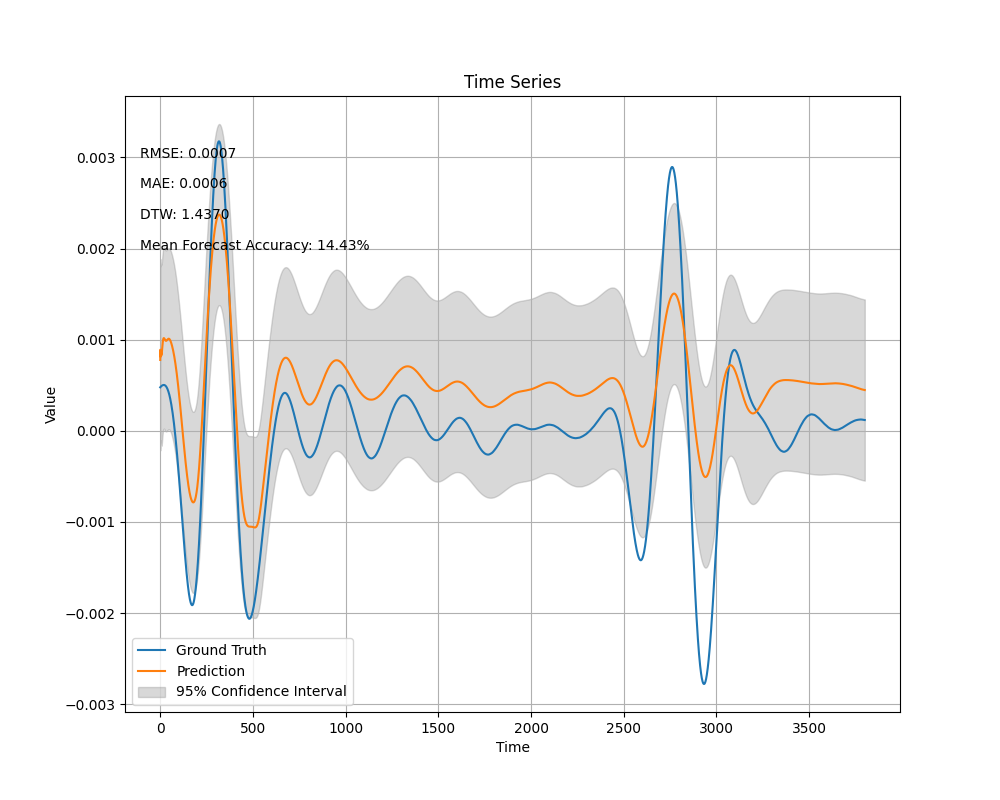 Time Series
RMSE: 0.0007
MAE: 0.0006
DTW: 1.4370
Mean Forecast Accuracy: 14.43%
0.003
0.002
0.001
0.000
−0.001
−0.002
−0.003
Value
Ground Truth
Prediction
95% Confidence Interval
0 500 1000 1500 2000 2500 3000 3500
Time